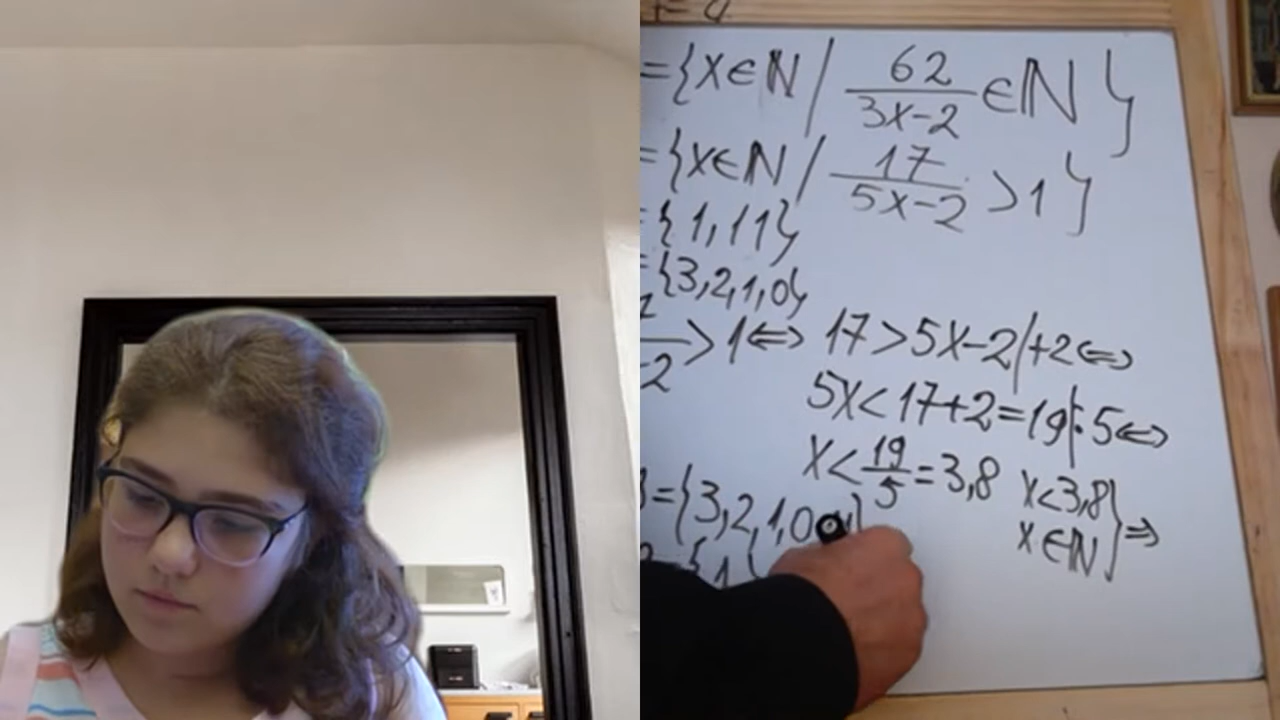 ={x∈ℕ / 62/(3x-2) ∈ℕ}
={x∈ℕ / 17/(5x-2) >1}
={1,11}
={3,2,1,0}
>1⇔ 17>5x-2/+2⇔
-2
5x<17+2=19/:5⇔
x<19/5=3,8
x<3,8
x∈ℕ} ⇒
={3,2,1,0